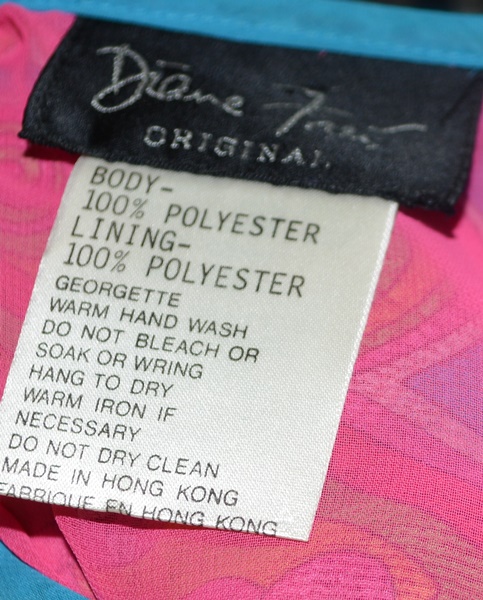 Diane Freis
ORIGINAL
BODY-
100% POLYESTER
LINING-
100% POLYESTER
GEORGETTE
WARM HAND WASH
DO NOT BLEACH OR
SOAK OR WRING
HANG TO DRY
WARM IRON IF
NECESSARY
DO NOT DRY CLEAN
MADE IN HONG KONG
FABRIQUE EN HONG KONG